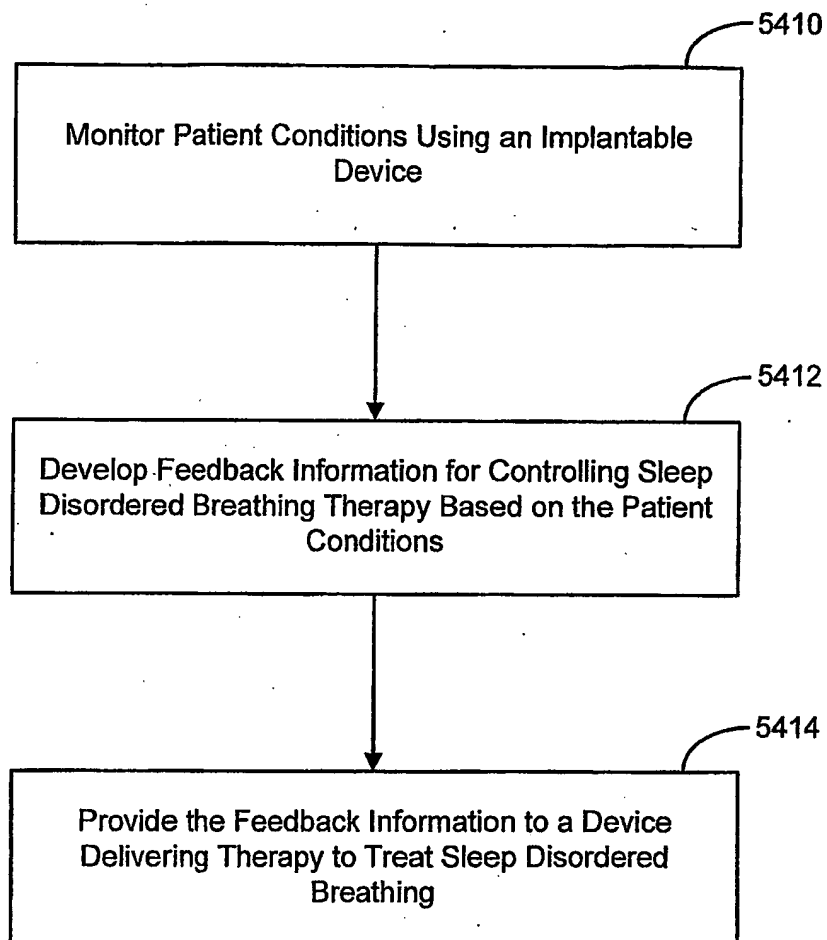 5410
Monitor Patient Conditions Using an Implantable
Device
5412
Develop Feedback Information for Controlling Sleep
Disordered Breathing Therapy Based on the Patient
Conditions
5414
Provide the Feedback Information to a Device
Delivering Therapy to Treat Sleep Disordered
Breathing